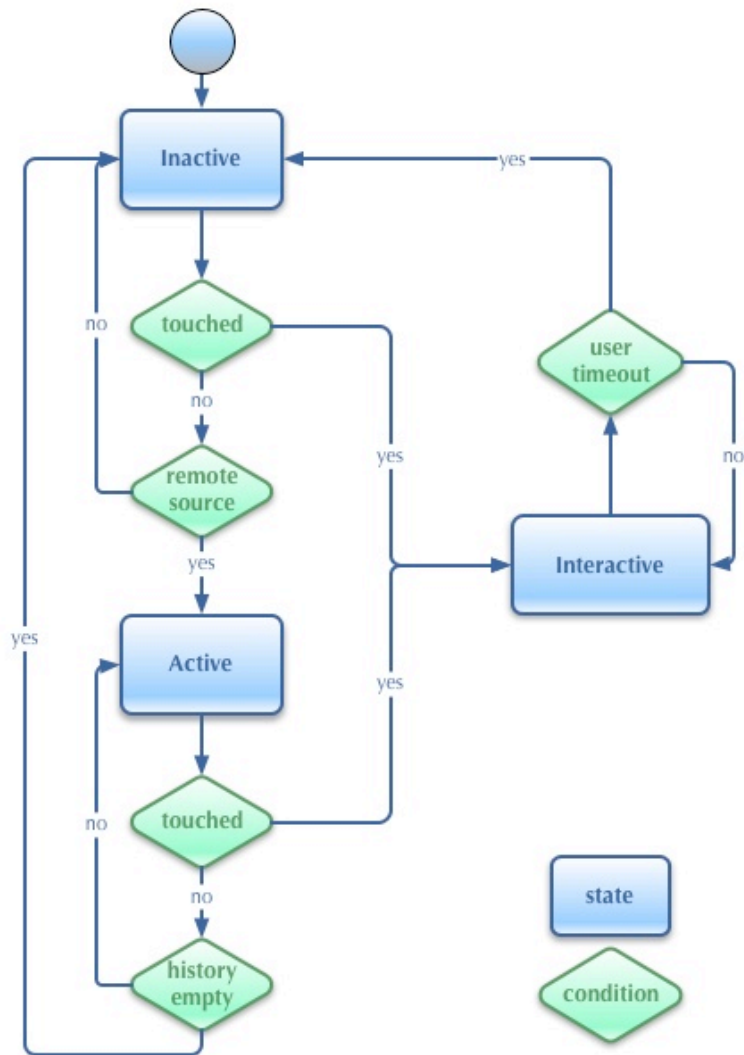 Inactive
yes
touched
no
user
timeout
no
yes
no
remote
source
yes
Interactive
yes
Active
yes
no
touched
no
state
history
empty
condition